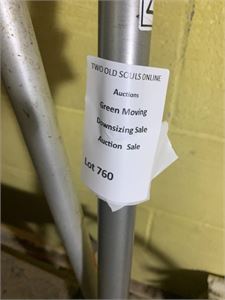 TWO OLD SOULS ONLINE
Auctions
Green Moving
Downsizing Sale
Auction Sale
Lot 760